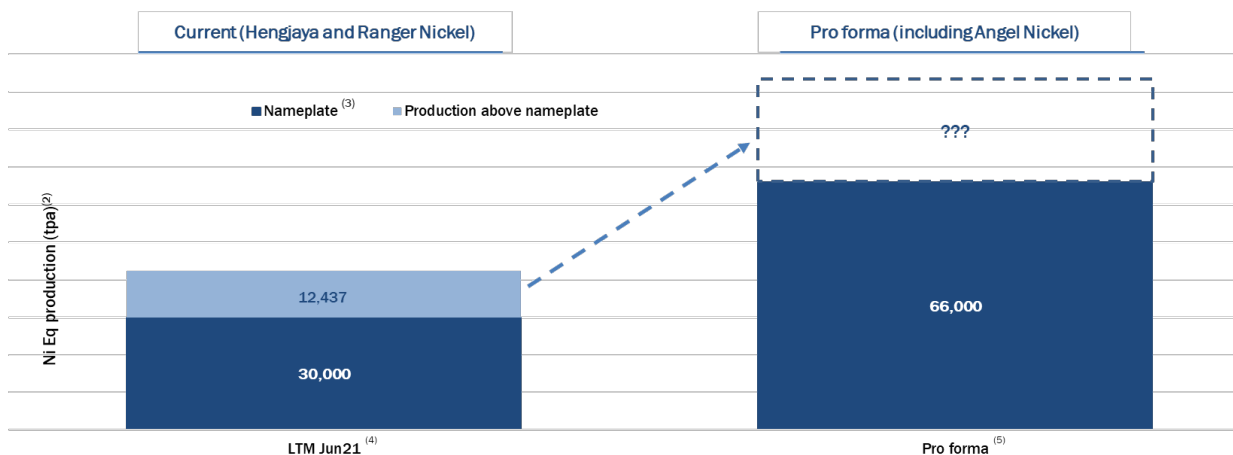 Current (Hengjaya and Ranger Nickel)
Pro forma (including Angel Nickel)
Nameplate (3)
Production above nameplate
???
Ni Eq production (tpa)(2)
12,437
66,000
30,000
LTM Jun21 (4)
Pro forma (5)